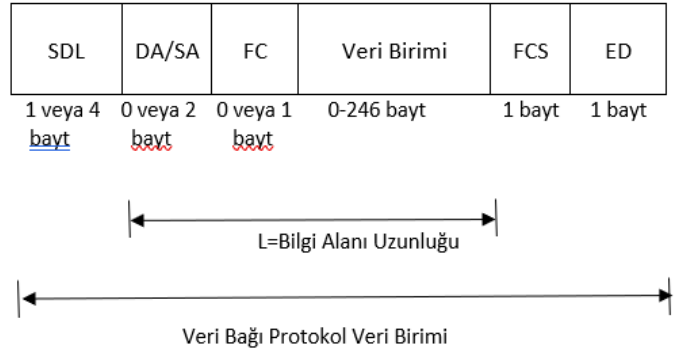 SDL DA/SA FC Veri Birimi FCS ED
1 veya 4 0 veya 2 0 veya 1 0-246 bayt 1 bayt 1 bayt
bayt bayt bayt
L=Bilgi Alanı Uzunluğu
Veri Bağı Protokol Veri Birimi